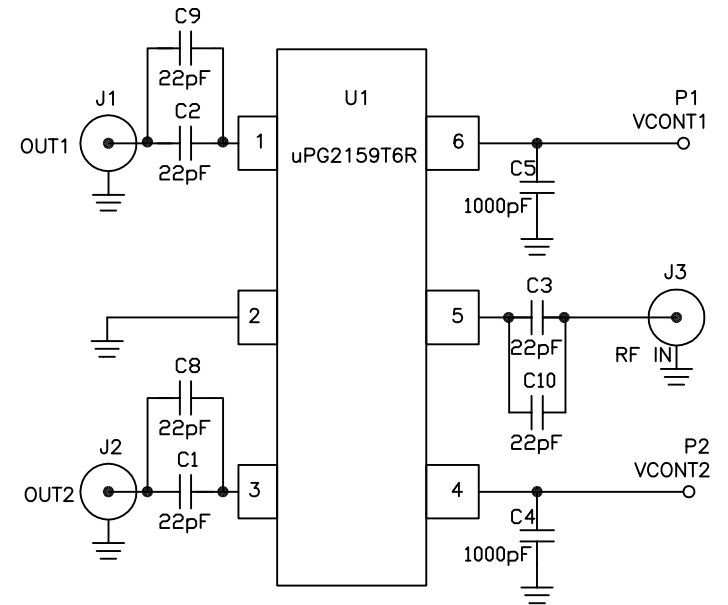 C9
22pF
J1
C2
OUT1
22pF
1
U1
uPG2159T6R
6
P1
VCONT1
C5
1000pF
2
5
C3
22pF
J3
RF IN
C10
22pF
C8
22pF
J2
C1
OUT2
22pF
3
4
P2
VCONT2
C4
1000pF